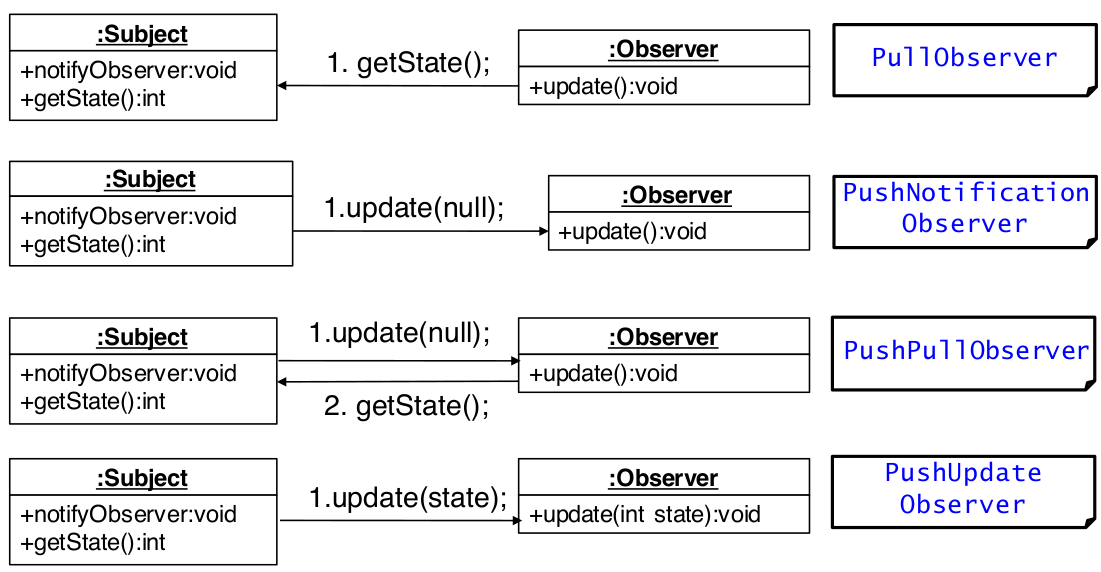 :Subject
+notifyObserver:void
+getState():int
1. getState();
:Observer
+update():void
PullObserver
:Subject
+notifyObserver:void
+getState():int
1.update(null);
:Observer
+update():void
PushNotification
Observer
:Subject
+notifyObserver:void
+getState():int
1.update(null);
2. getState();
:Observer
+update():void
PushPullObserver
:Subject
+notifyObserver:void
+getState():int
1.update(state);
:Observer
+update(int state):void
PushUpdate
Observer